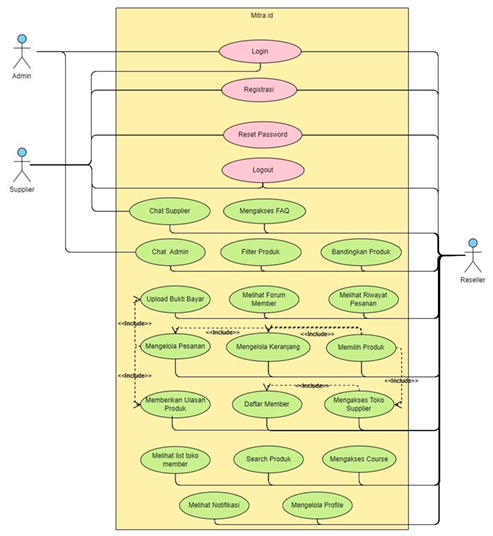 Mitra.id
Login
Admin
Registrasi
Reset Password
Supplier
Logout
Chat Supplier
Mengakses FAQ
Chat Admin
Filter Produk
Bandingkan Produk
Reseller
Upload Bukti Bayar
Melihat Forum
Member
Melihat Riwayat
Pesanan
<<Include>>
<<Include>>
<<Include>>
Mengelola Pesanan
Mengelola Keranjang
Memilih Produk
<<Include>>
<<Include>>
Memberikan Ulasan
Produk
Daftar Member
<<Include>>
Mengakses Toko
Supplier
Melihat list toko
member
Search Produk
Mengakses Course
Melihat Notifikasi
Mengelola Profile